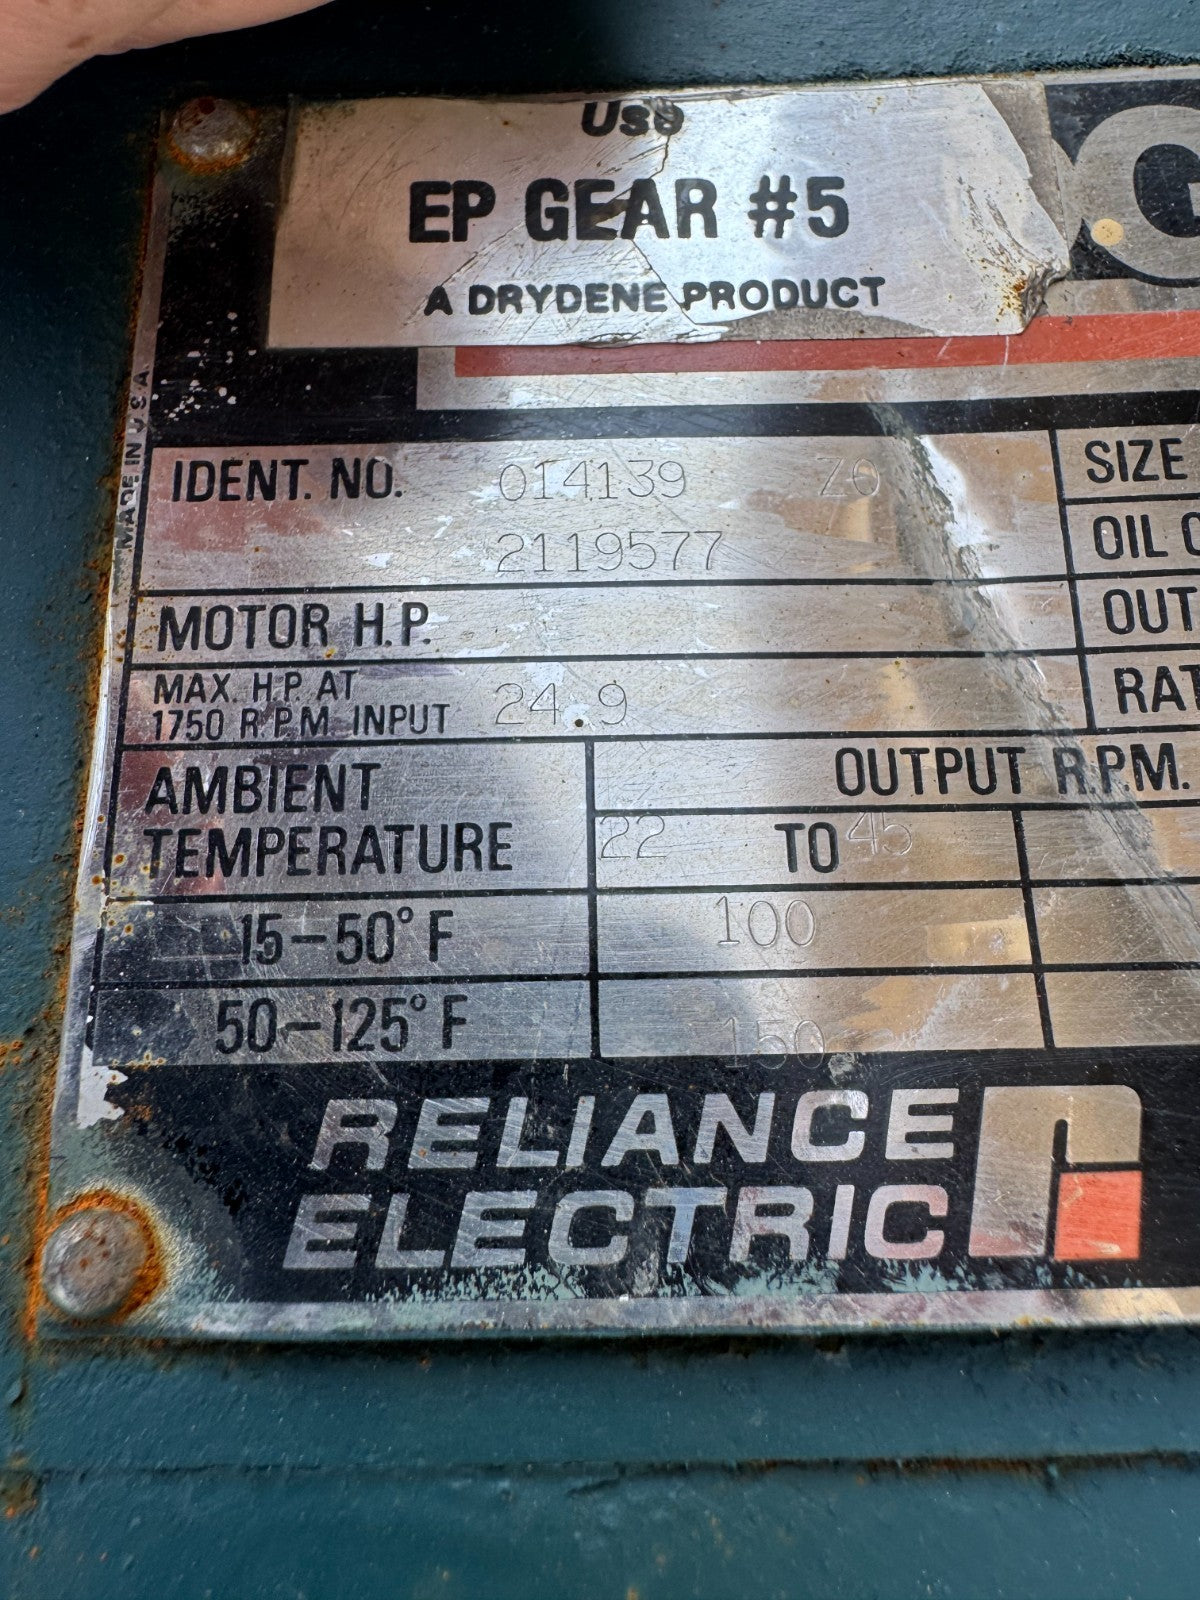 Use
EP GEAR #5
A DRYDENE PRODUCT
MADE IN U.S.A.
IDENT. NO. 014139 Z0
2119577
SIZE
OIL
MOTOR H.P.
OUT
MAX. H.P. AT
1750 R.P.M. INPUT 24.9
RAT
AMBIENT
TEMPERATURE
OUTPUT R.P.M.
22 TO 45
15-50°F 100
50-125°F 150
RELIANCE
ELECTRIC